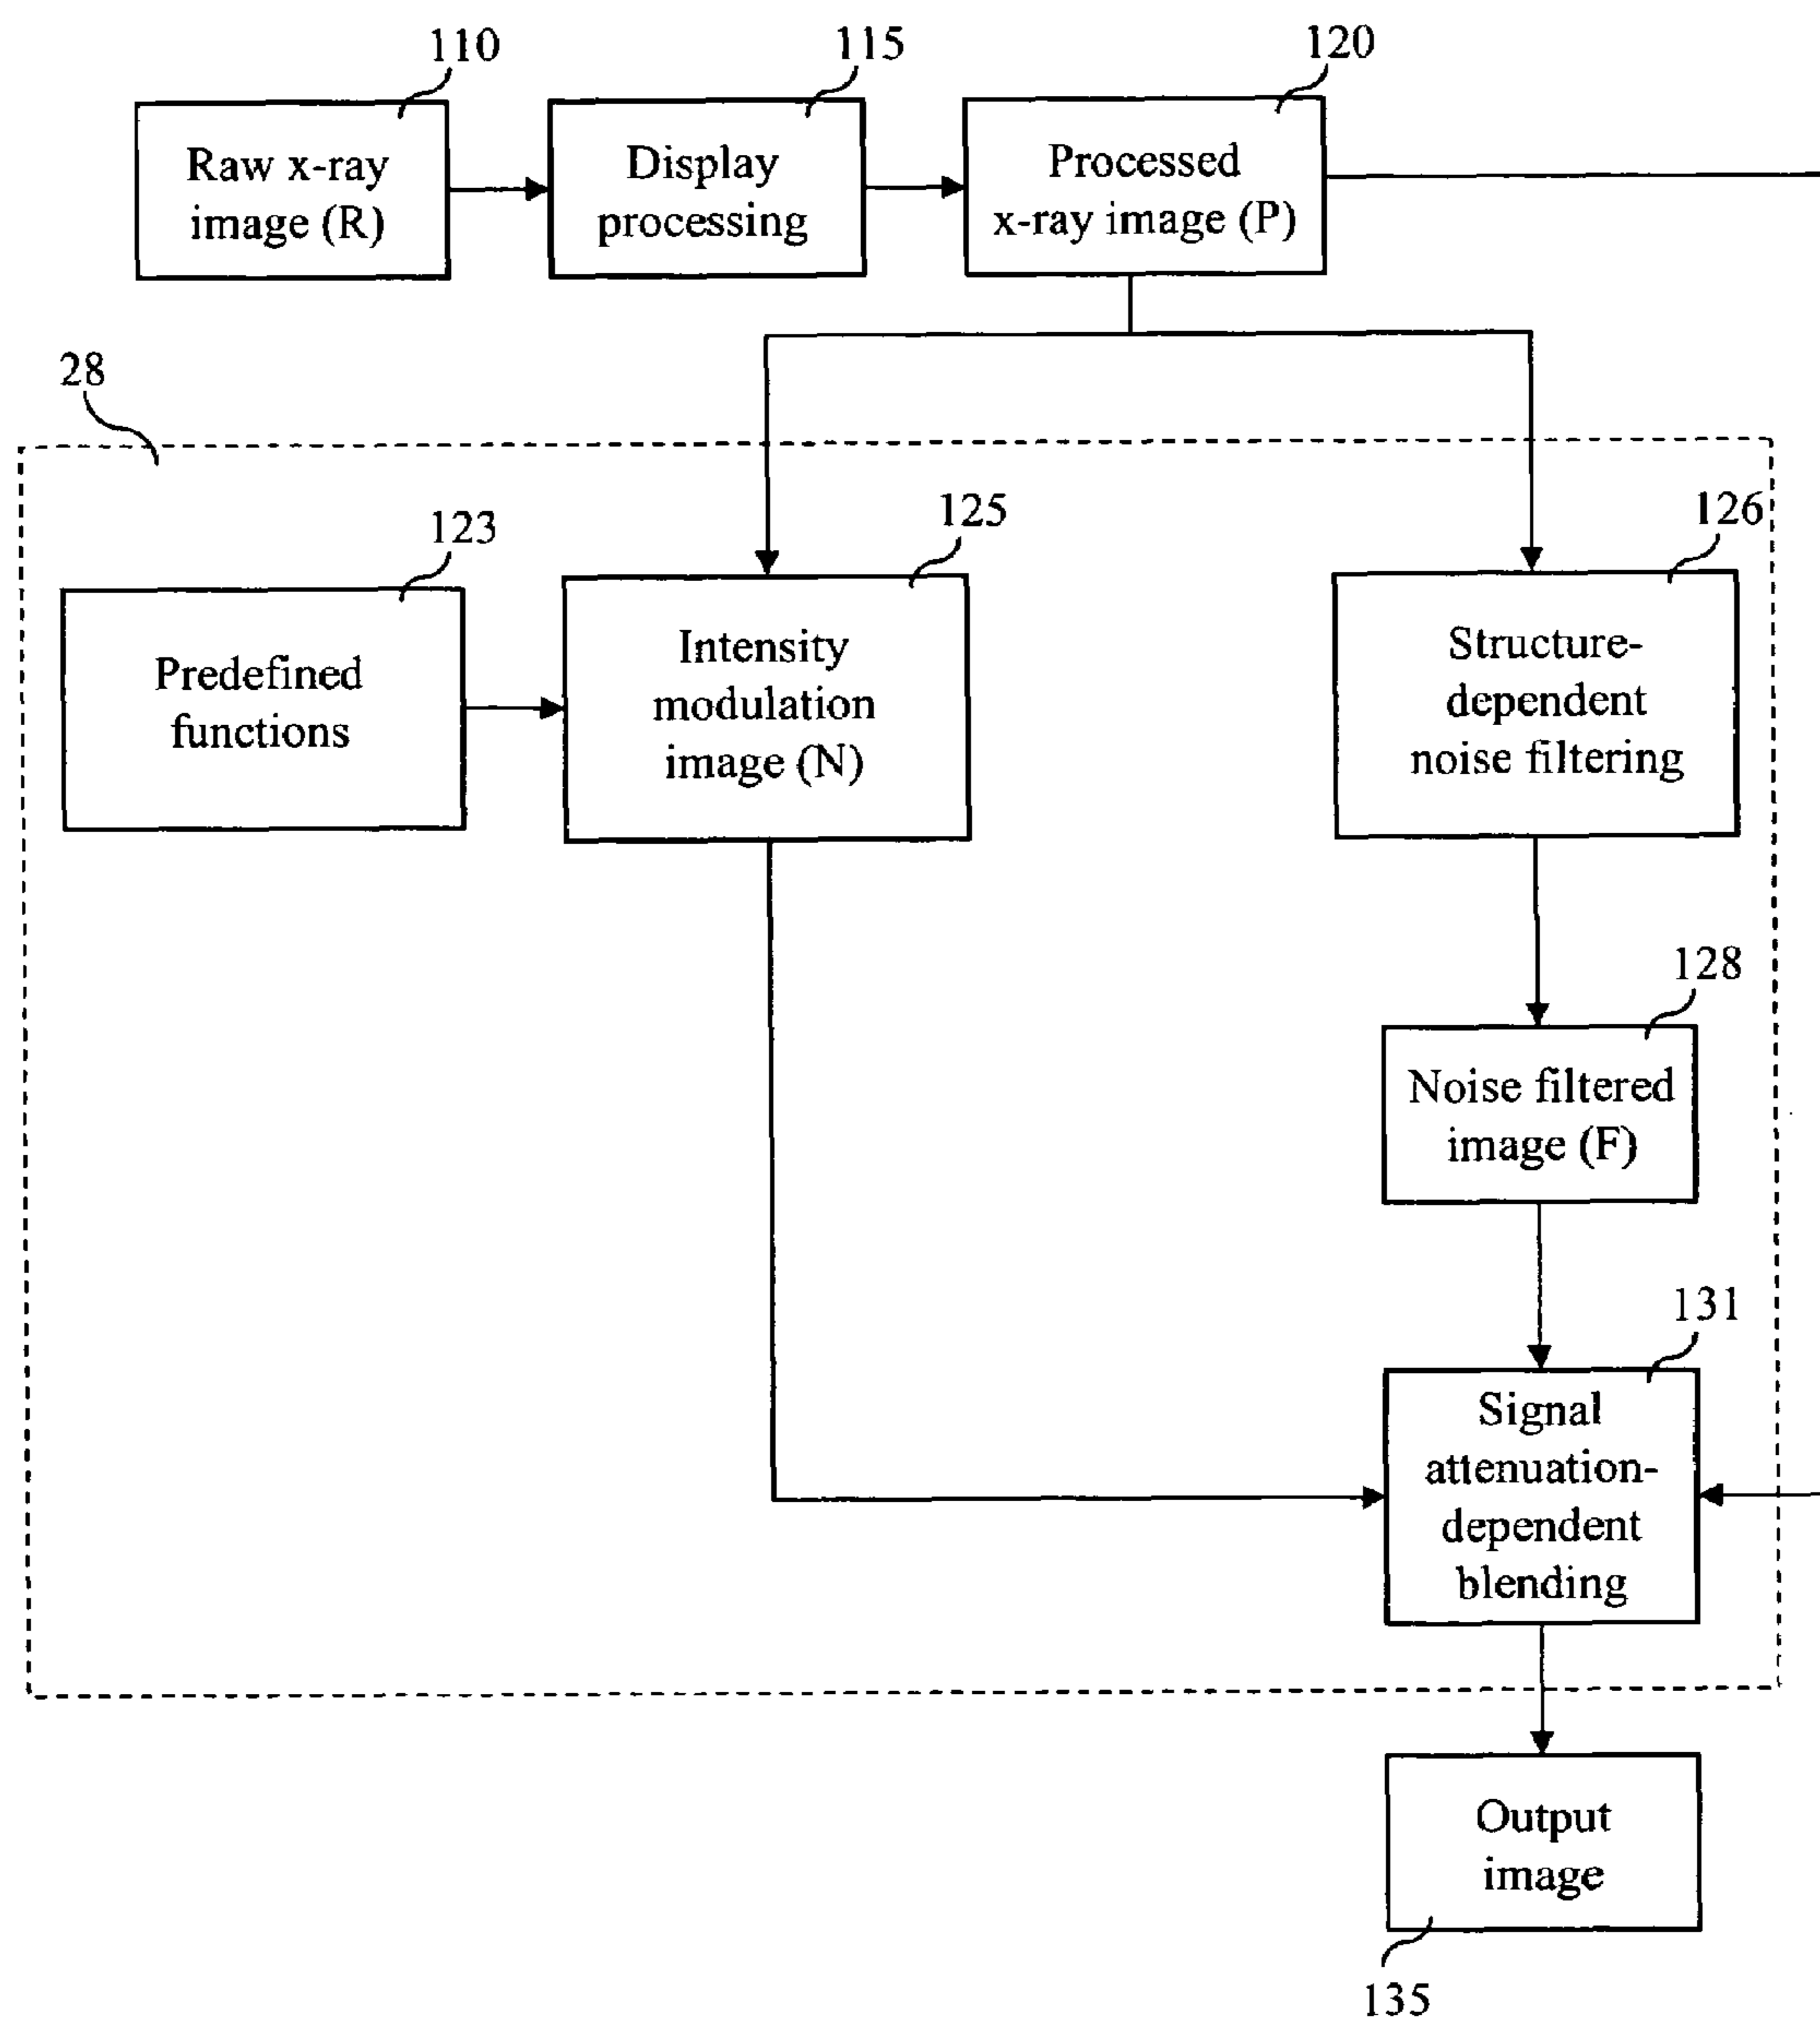 110
115
120
Raw x-ray
image (R)
Display
processing
Processed
x-ray image (P)
28
123
125
126
Predefined
functions
Intensity
modulation
image (N)
Structure-
dependent
noise filtering
128
Noise filtered
image (F)
131
Signal
attenuation-
dependent
blending
Output
image
135